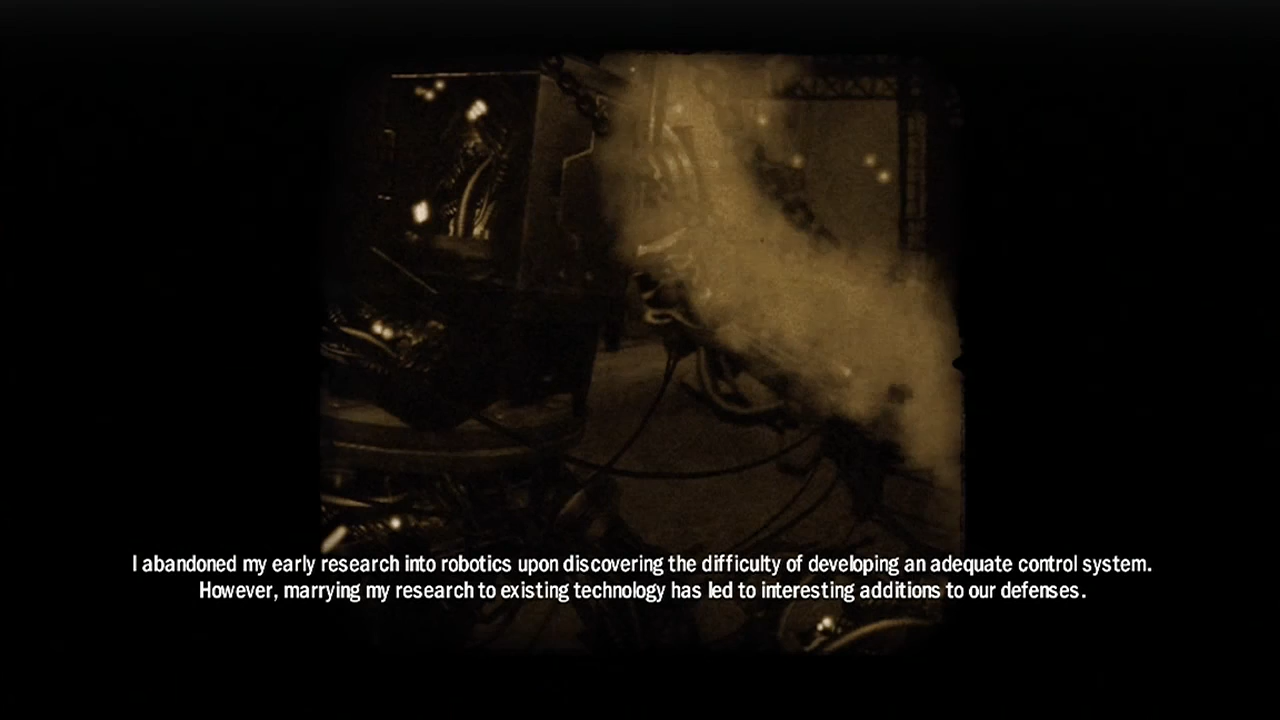 I abandoned my early research into robotics upon discovering the difficulty of developing an adequate control system.
However, marrying my research to existing technology has led to interesting additions to our defenses.